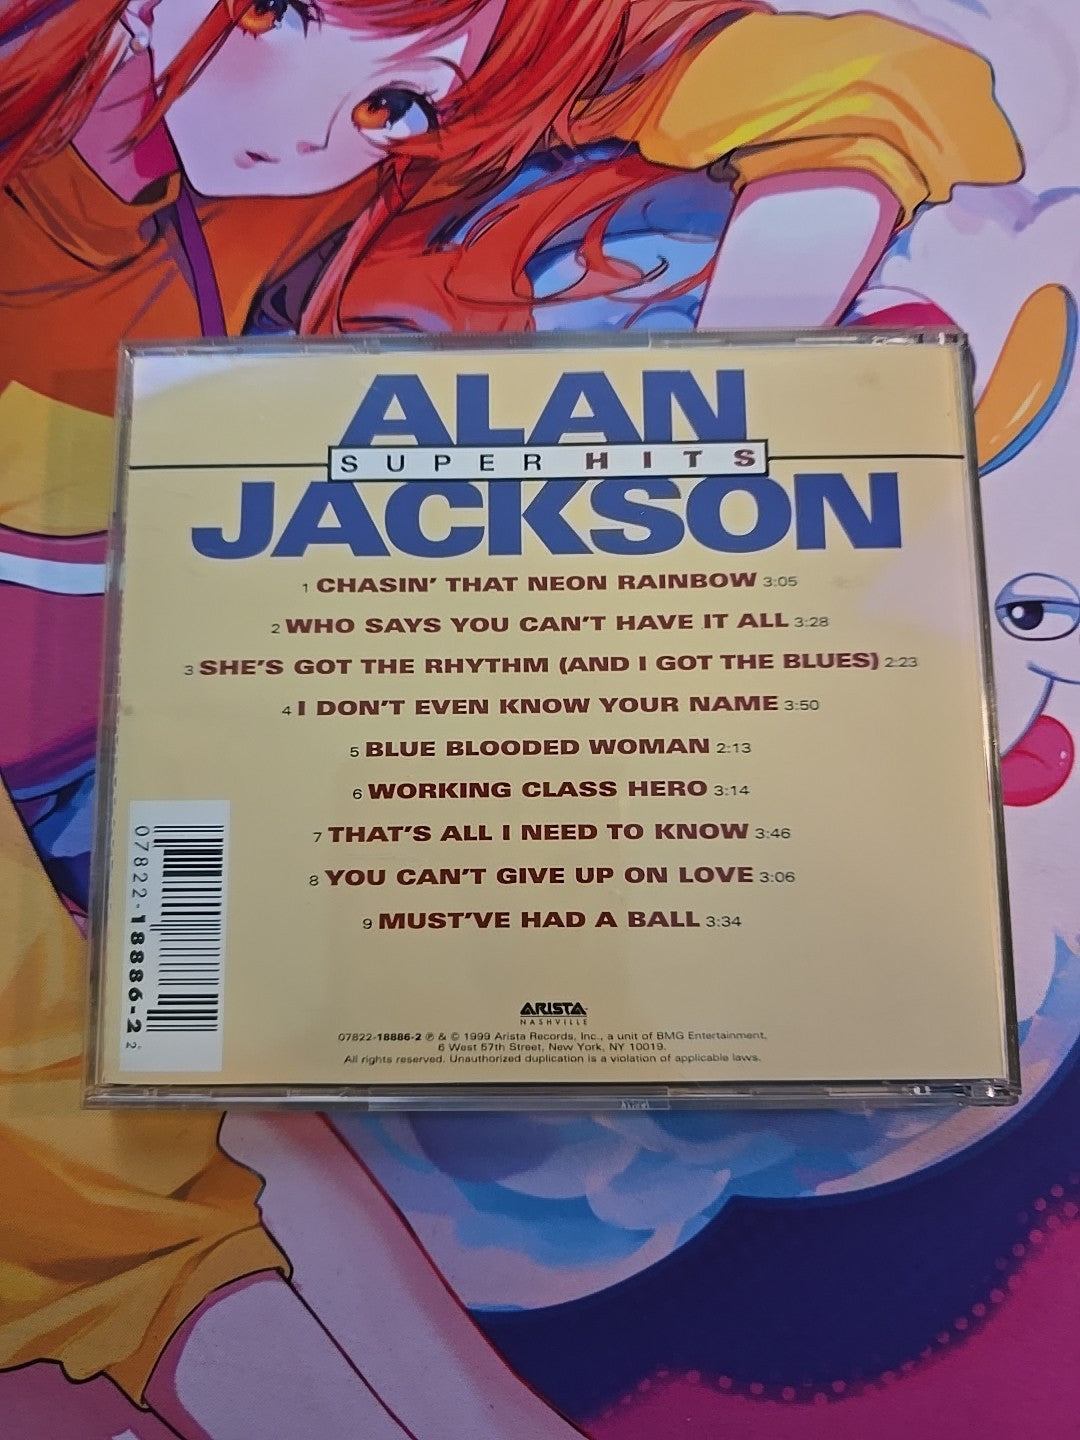 ALAN
SUPER HITS
JACKSON
1 CHASIN' THAT NEON RAINBOW 3:05
2 WHO SAYS YOU CAN'T HAVE IT ALL 3:28
3 SHE'S GOT THE RHYTHM (AND I GOT THE BLUES) 2:23
4 I DON'T EVEN KNOW YOUR NAME 3:50
5 BLUE BLOODED WOMAN 2:13
6 WORKING CLASS HERO 3:14
7 THAT'S ALL I NEED TO KNOW 3:46
8 YOU CAN'T GIVE UP ON LOVE 3:06
9 MUST'VE HAD A BALL 3:34
07822-18886-2 2
ARISTA
NASHVILLE
07822-18886-2 ℗ & © 1999 Arista Records, Inc., a unit of BMG Entertainment,
6 West 57th Street, New York, NY 10019.
All rights reserved. Unauthorized duplication is a violation of applicable laws.